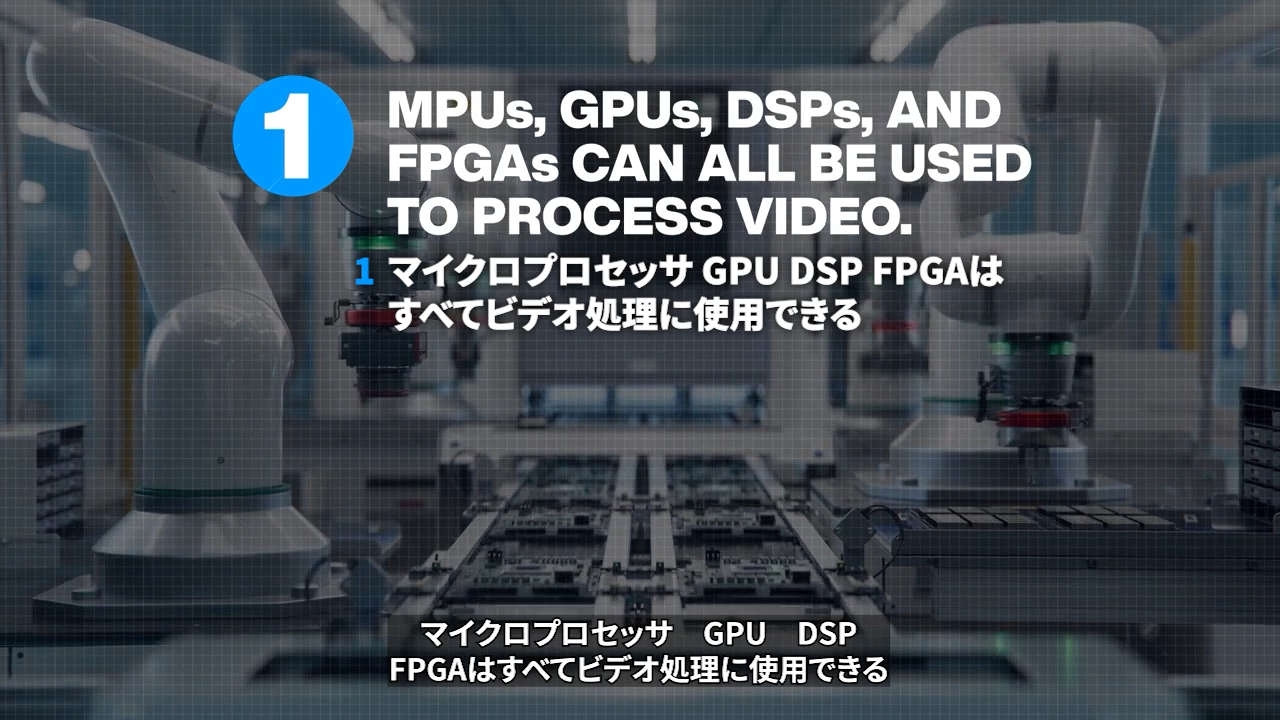 1
MPUs, GPUs, DSPs, AND
FPGAs CAN ALL BE USED
TO PROCESS VIDEO.
1 マイクロプロセッサ GPU DSP FPGAは
すべてビデオ処理に使用できる
マイクロプロセッサ　GPU　DSP
FPGAはすべてビデオ処理に使用できる